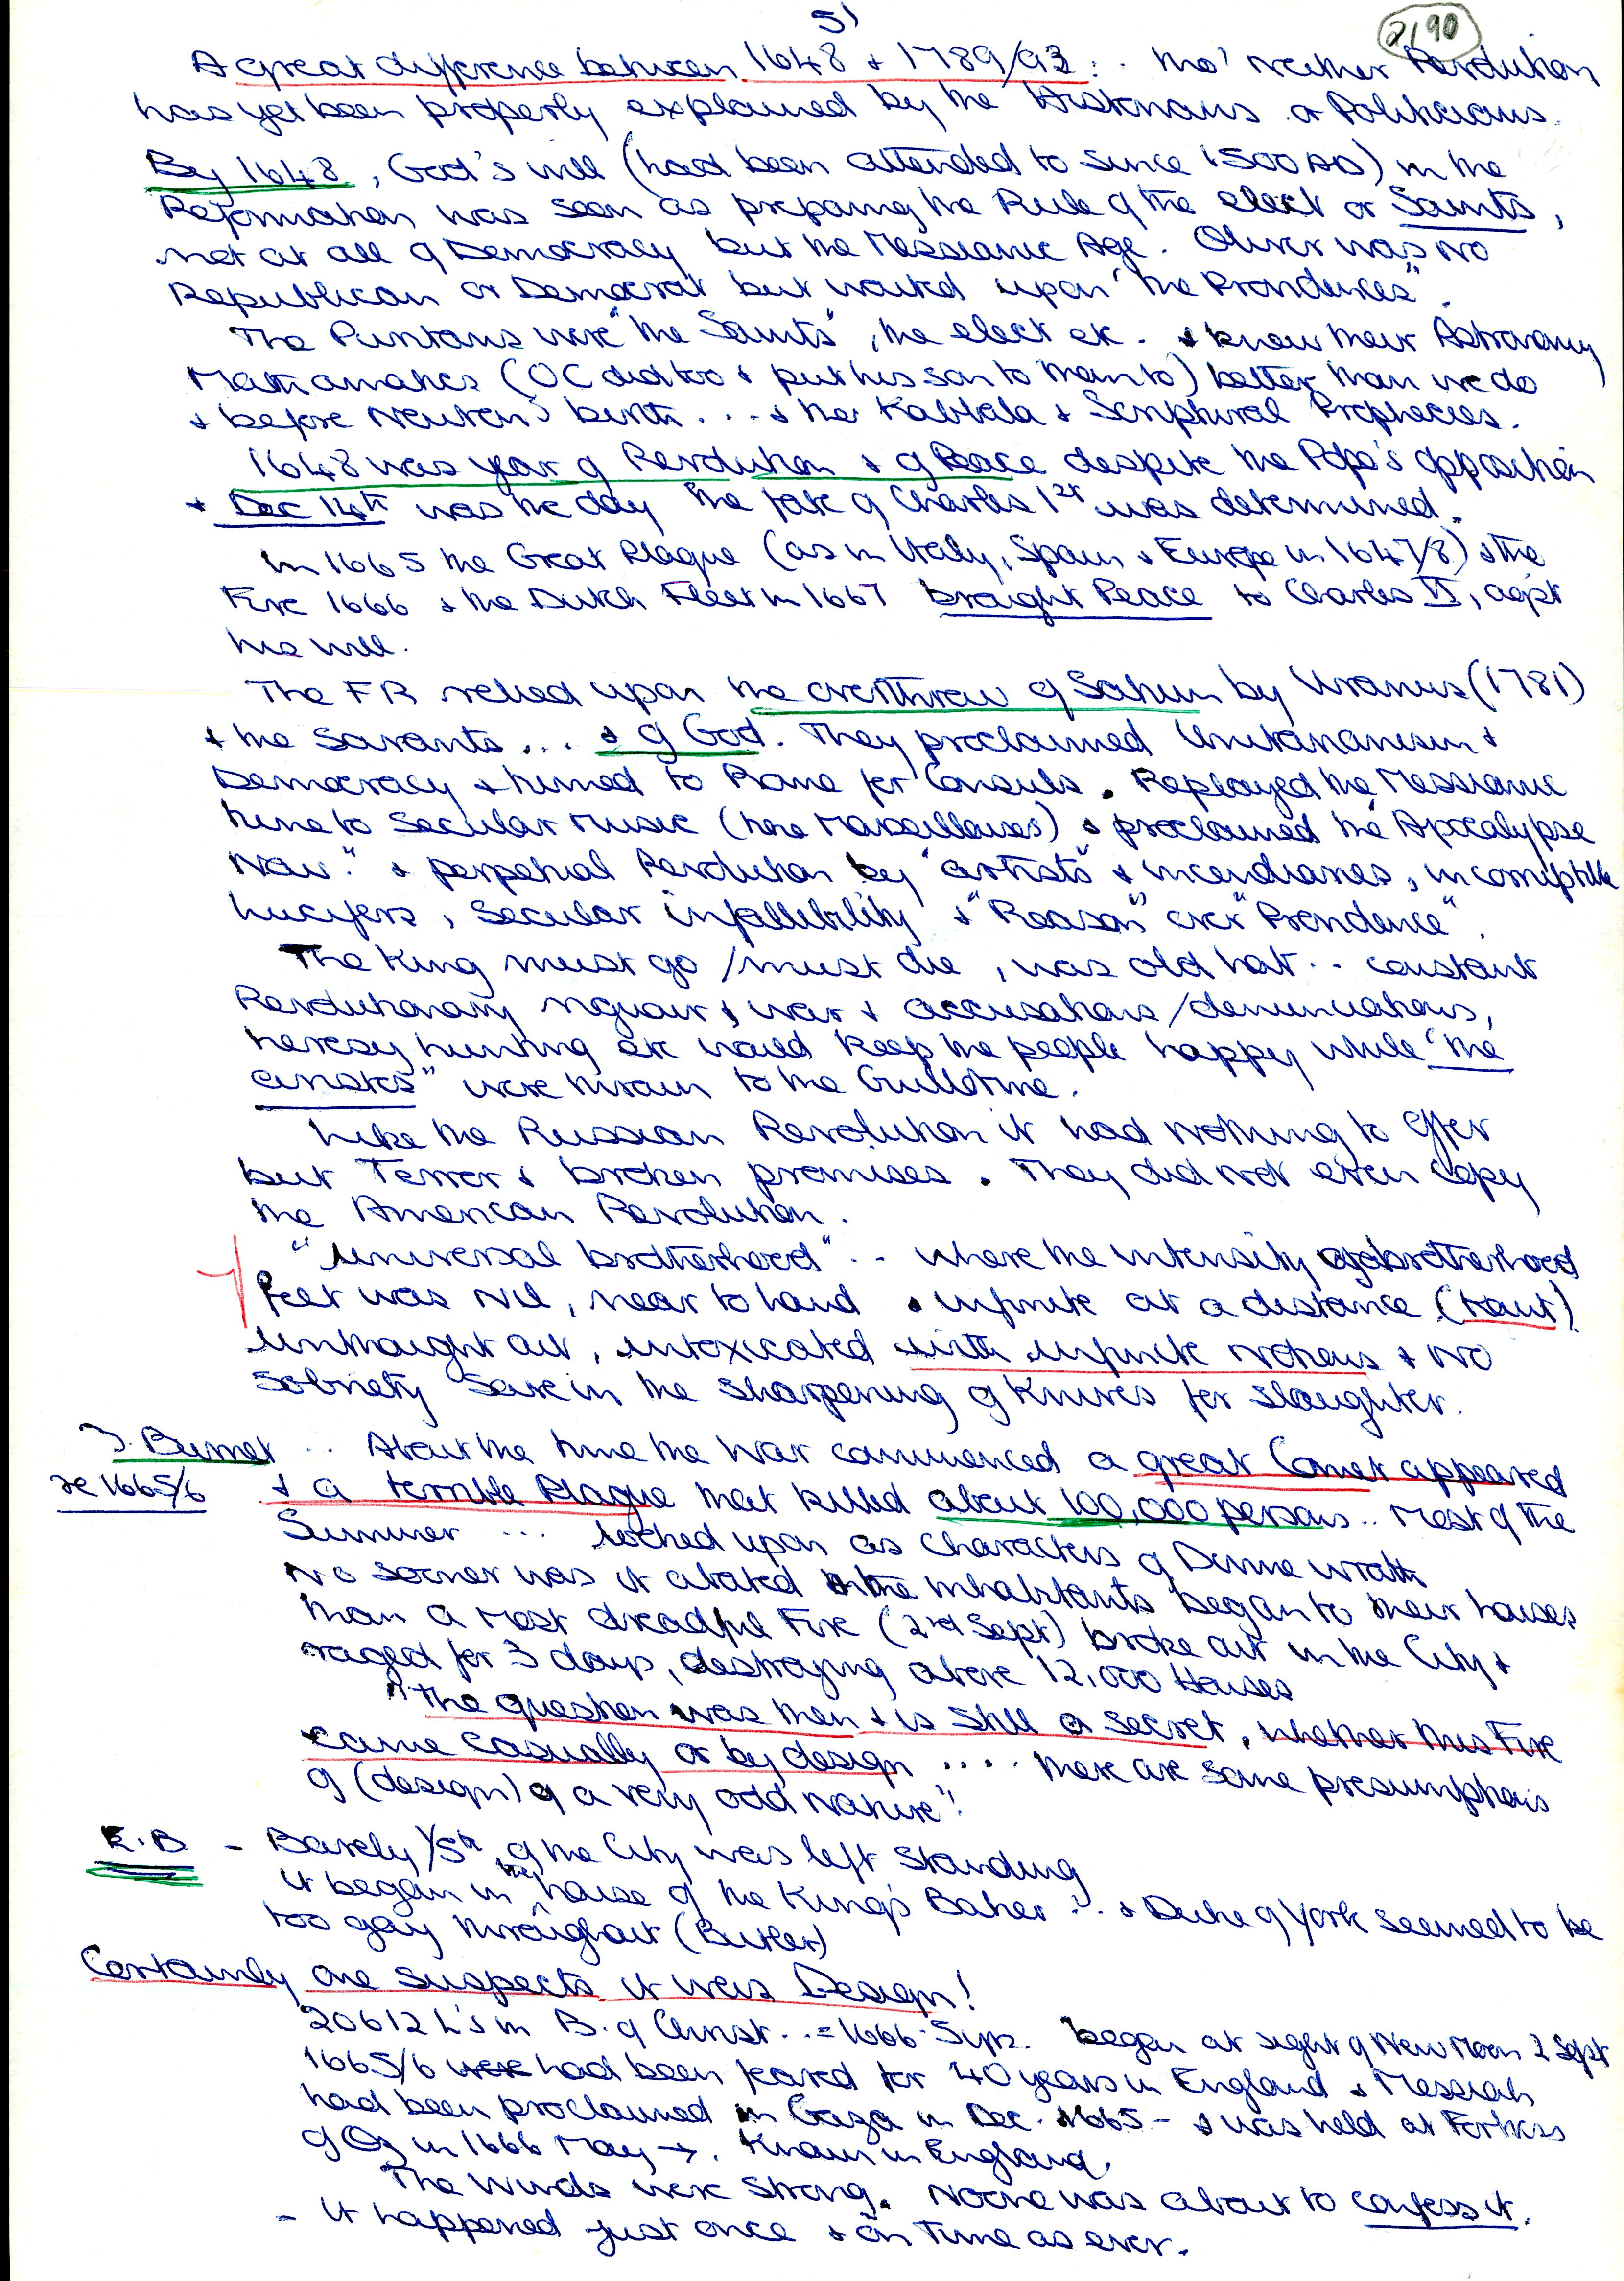 5)
2/90
A great difference between 1648 + 1789/93: .. tho' neither Revolution
has yet been properly explained by the Historians or Politicians.
By 1648, God's will (had been attended to since 1500 AD) in the
Reformation was seen as preparing the Rule of the elect or Saints,
not at all of Democracy but the Messianic Age. Oliver was no
Republican or Democrat but waited upon "the Providences".
The Puritans were "the Saints", the elect etc. + knew their Astronomy
Mathamatics (OC did too + put his son to them to) better than we do
+ before Newton's birth ... + the Kabbala + Scriptural Prophecies.
1648 was year of Revolution + of Peace despite the Pope's opposition
+ Dec 14th was the day the fate of Charles 1st was determined.
In 1665 the Great Plague (as in Italy, Spain + Europe in 1647/8) + the
Fire 1666 + the Dutch Fleet in 1667 brought Peace to Charles II, agst
his will.
The FR relied upon the overthrow of Saturn by Uranus (1781)
+ the Savants ... + of God. They proclaimed Unitarianism +
Democracy + turned to Rome for Consuls. Replayed the Messianic
tune to Secular music (here Marseillaises) + proclaimed the "Apocalypse
Now." + perpetual Revolution by "artists" + incendiaries, incorruptible
Lucifers, Secular infallibility + "Reason" over "Providence".
The King must go / must die, was old hat .. constant
Revolutionary rigour + war + accusations/denunciations,
heresy hunting etc would keep the people happy while "the
aristos" were thrown to the Guillotine.
Like the Russian Revolution it had nothing to offer
but Terror + broken promises. They did not even copy
the American Revolution.
"Universal brotherhood" .. where the intensity of brotherhood
feet was nil, near to hand + infinite at a distance (Kant)
Unthought out, intoxicated with infinite notions + no
sobriety save in the sharpening of Knives for slaughter.
Burnet .. About the time the War commenced a great Comet appeared
re 1665/6 + a terrible Plague that killed about 100,000 persons .. Most of the
Summer ... looked upon as characters of Divine wrath
No sooner was it abated + the inhabitants began to their houses
than a most dreadful Fire (2nd Sept) broke out in the City +
raged for 3 days, destroying above 12,000 Houses
"The question was then + is still a secret, whether this Fire
came casually or by design .... there are some presumptions
of (design) of a very odd nature"!
E.B. - Barely 1/5th of the City was left standing
It began in the house of the King's Baker .. + Duke of York seemed to be
too gay throughout (Butler)
Certainly one suspects it was Design!
20612 L's in B. of Christ .. = 1666. began at sight of New Moon 2 Sept
1665/6 were had been feared for 40 years in England + Messiah
had been proclaimed in Gaza in Dec. 1665 - + was held at Fortress
of Oz in 1666 May →. Known in England.
The Winds were strong. Noone was about to confess it.
- It happened just once + on Time as ever.